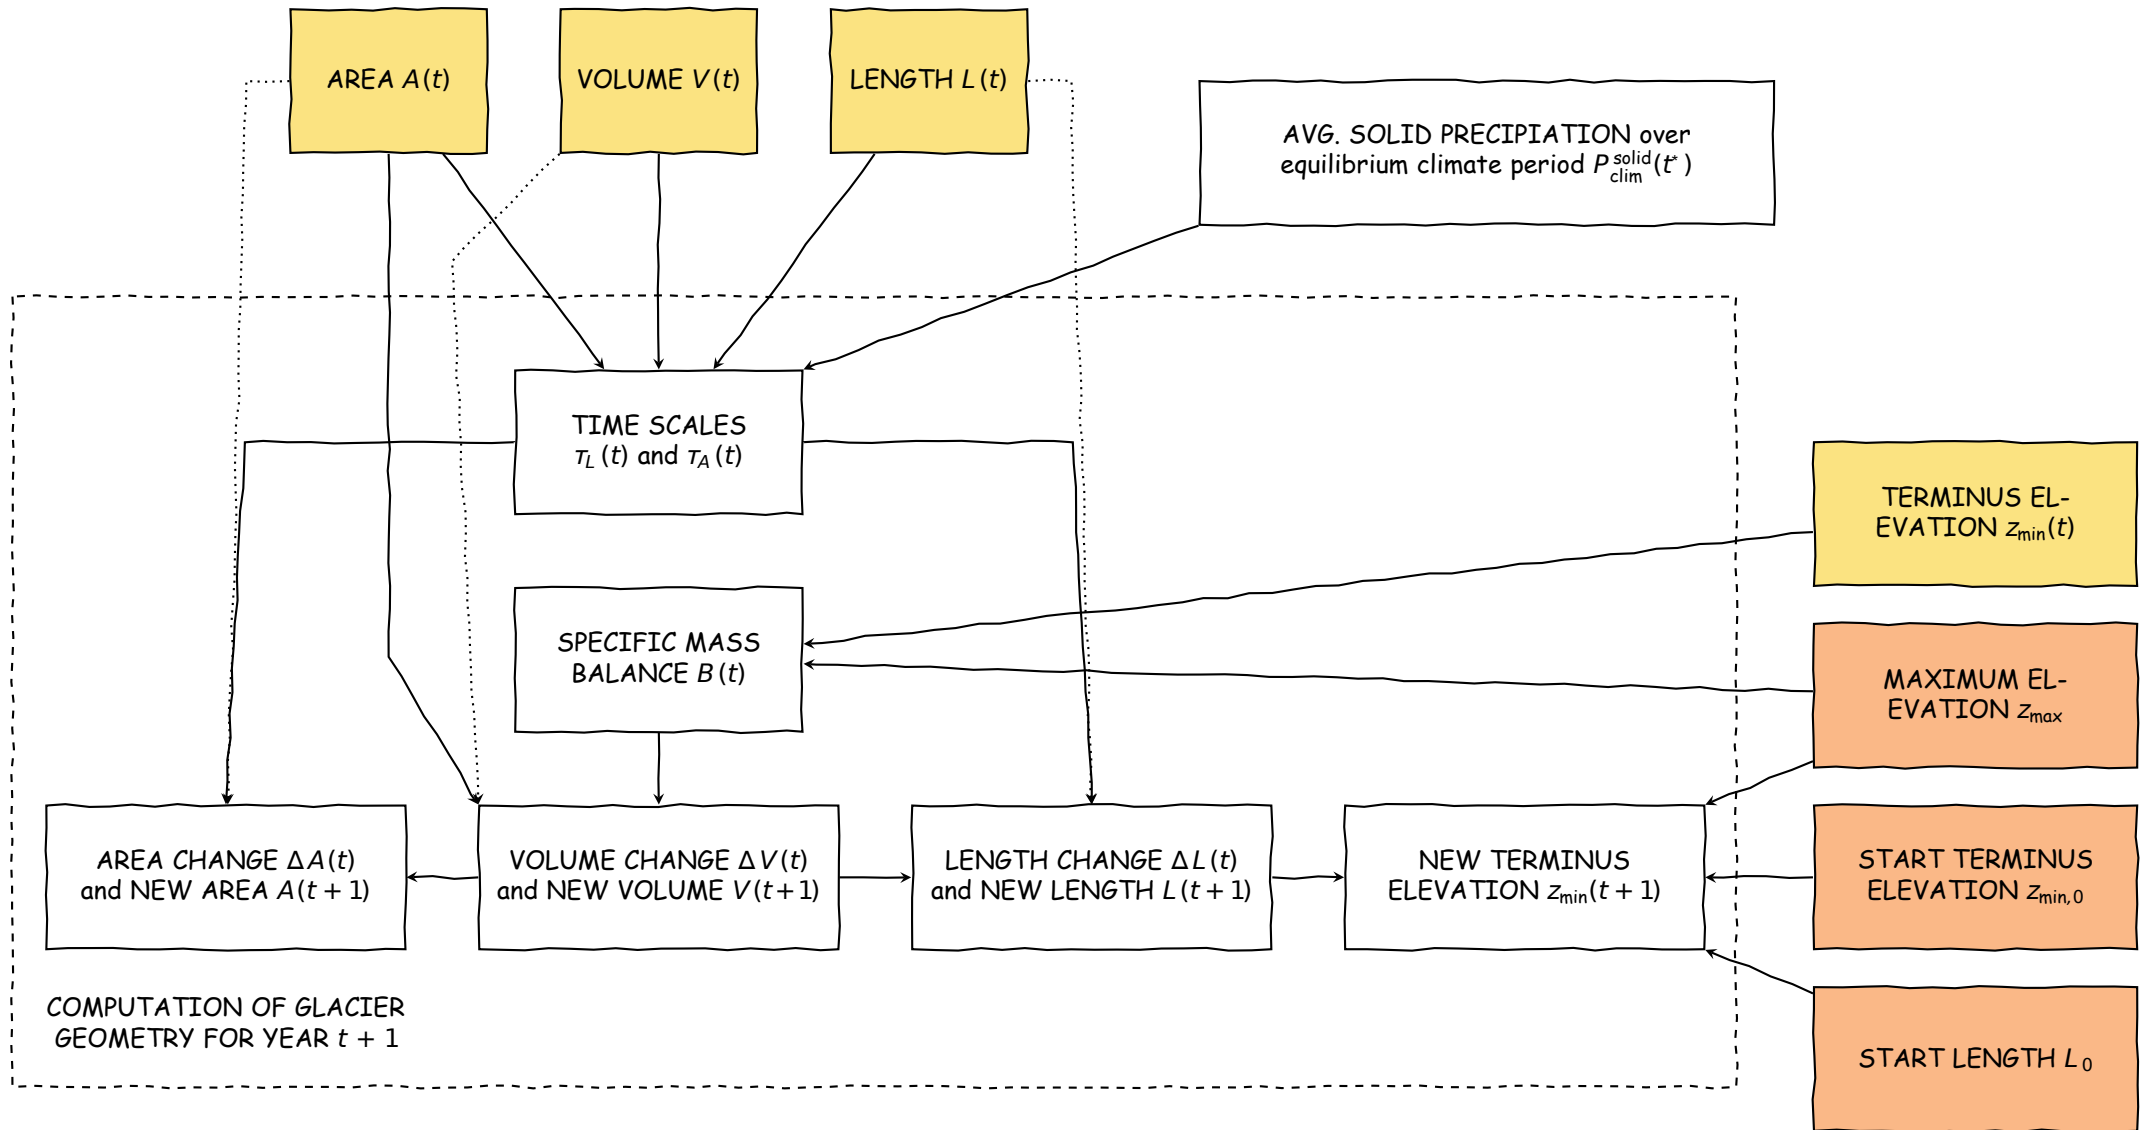 AREA A(t)
VOLUME V(t)
LENGTH L(t)
AVG. SOLID PRECIPIATION over
equilibrium climate period P_clim^solid(t*)
TIME SCALES
τ_L(t) and τ_A(t)
TERMINUS EL-
EVATION z_min(t)
SPECIFIC MASS
BALANCE B(t)
MAXIMUM EL-
EVATION z_max
AREA CHANGE ΔA(t)
and NEW AREA A(t+1)
VOLUME CHANGE ΔV(t)
and NEW VOLUME V(t+1)
LENGTH CHANGE ΔL(t)
and NEW LENGTH L(t+1)
NEW TERMINUS
ELEVATION z_min(t+1)
START TERMINUS
ELEVATION z_min,0
COMPUTATION OF GLACIER
GEOMETRY FOR YEAR t + 1
START LENGTH L_0